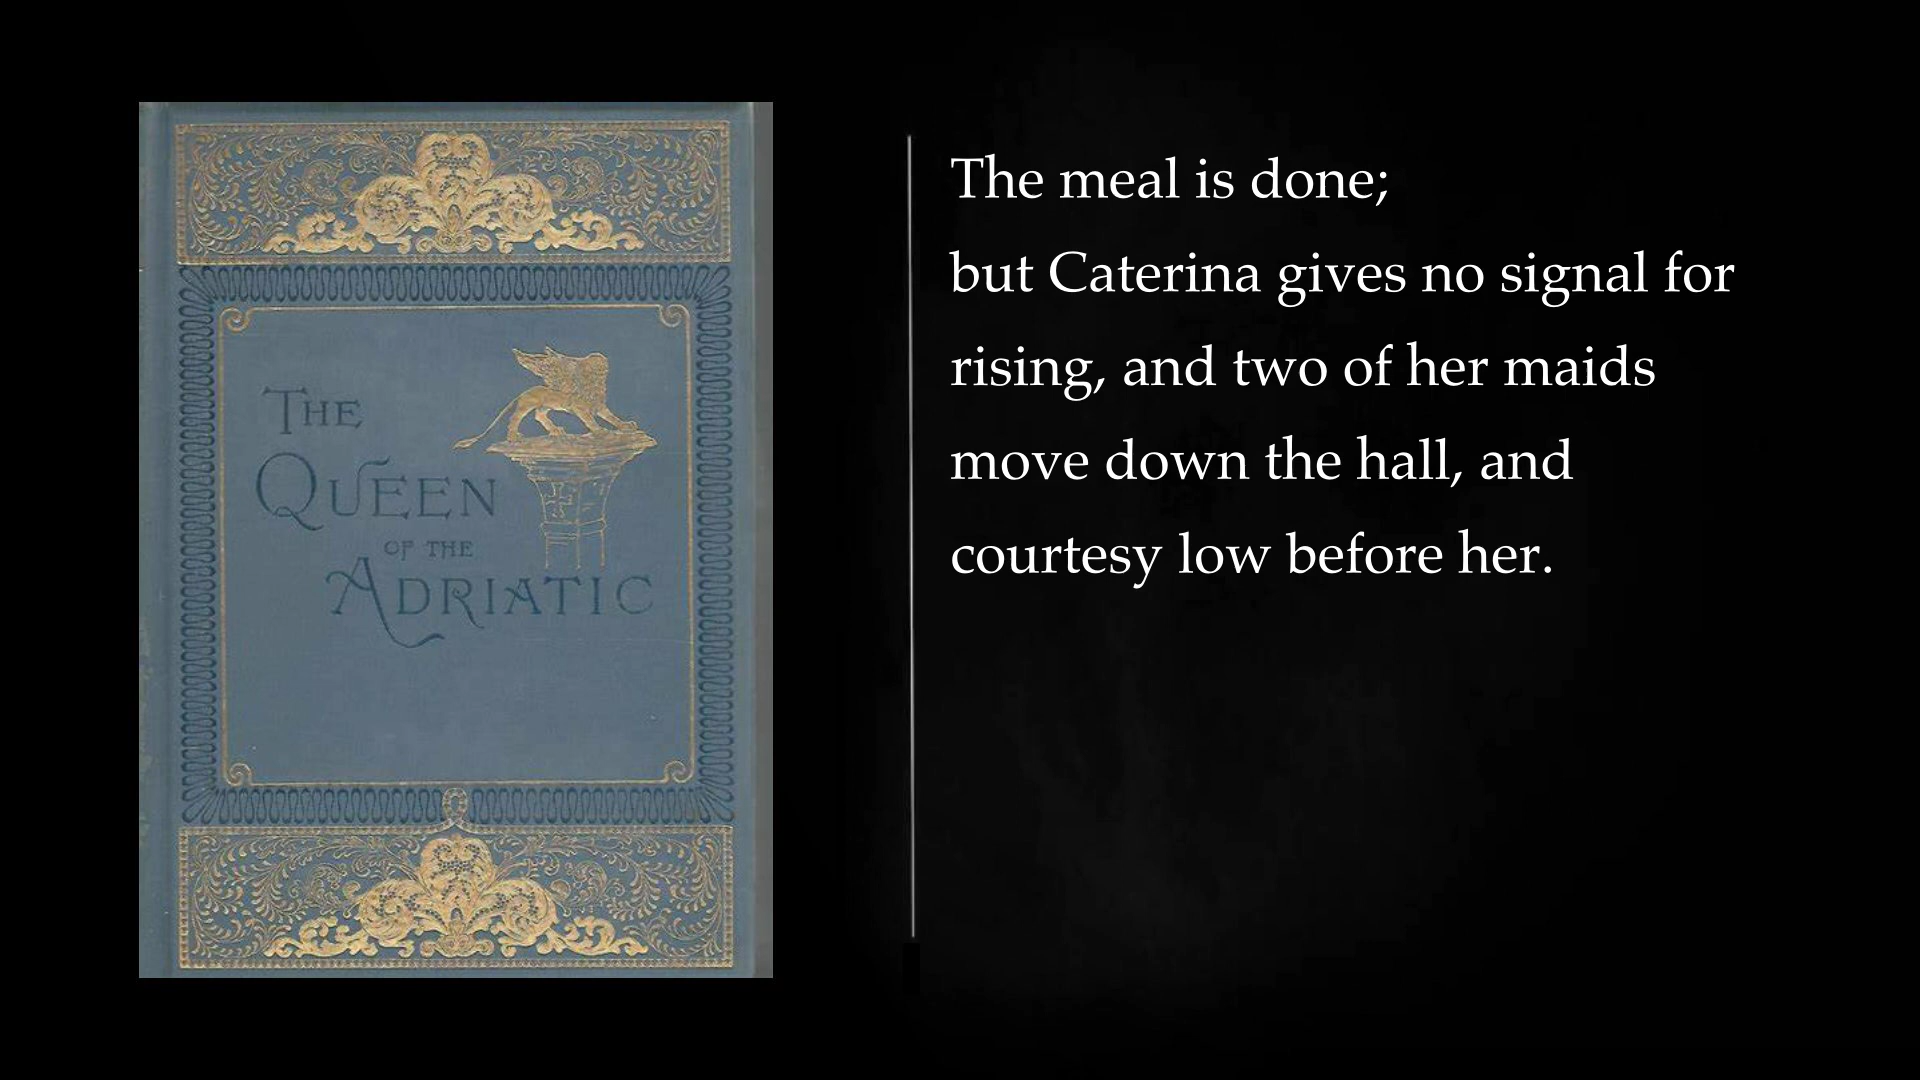 THE
QUEEN
OF THE
ADRIATIC
The meal is done;
but Caterina gives no signal for
rising, and two of her maids
move down the hall, and
courtesy low before her.